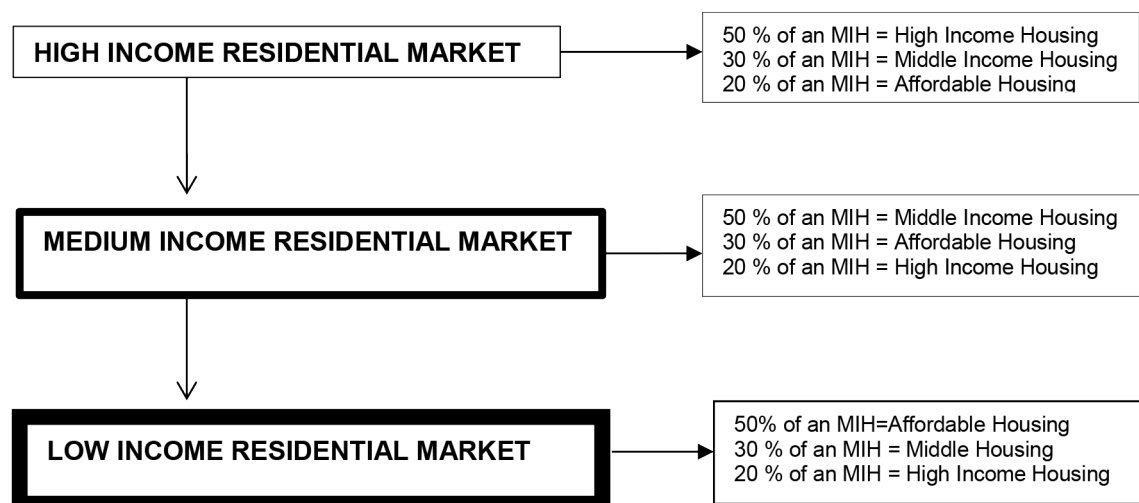 HIGH INCOME RESIDENTIAL MARKET
50 % of an MIH = High Income Housing
30 % of an MIH = Middle Income Housing
20 % of an MIH = Affordable Housing
MEDIUM INCOME RESIDENTIAL MARKET
50 % of an MIH = Middle Income Housing
30 % of an MIH = Affordable Housing
20 % of an MIH = High Income Housing
LOW INCOME RESIDENTIAL MARKET
50% of an MIH=Affordable Housing
30 % of an MIH = Middle Housing
20 % of an MIH = High Income Housing